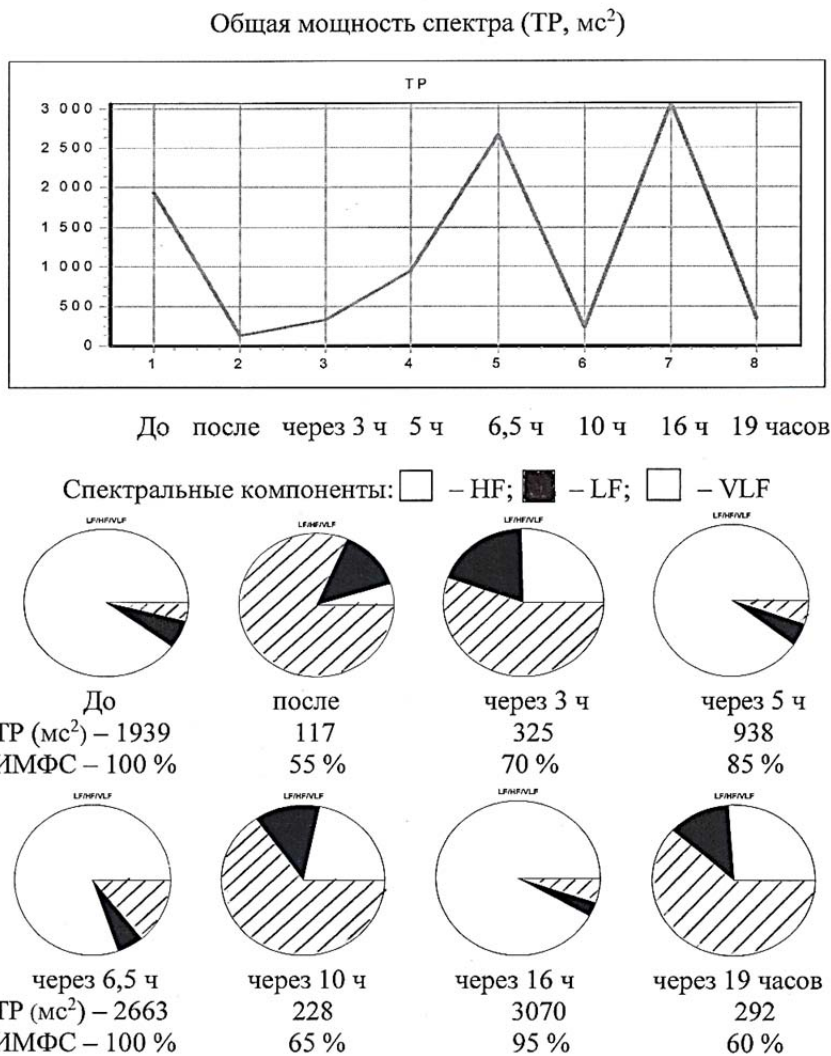 Общая мощность спектра (TP, мс²)
TP
3 000
2 500
2 000
1 500
1 000
500
0
1 2 3 4 5 6 7 8
До после через 3 ч 5 ч 6,5 ч 10 ч 16 ч 19 часов
Спектральные компоненты: – HF; – LF; – VLF
LF/HF/VLF LF/HF/VLF LF/HF/VLF LF/HF/VLF
До после через 3 ч через 5 ч
TP (мс²) – 1939 117 325 938
ИМФС – 100 % 55 % 70 % 85 %
LF/HF/VLF LF/HF/VLF LF/HF/VLF LF/HF/VLF
через 6,5 ч через 10 ч через 16 ч через 19 часов
TP (мс²) – 2663 228 3070 292
ИМФС – 100 % 65 % 95 % 60 %